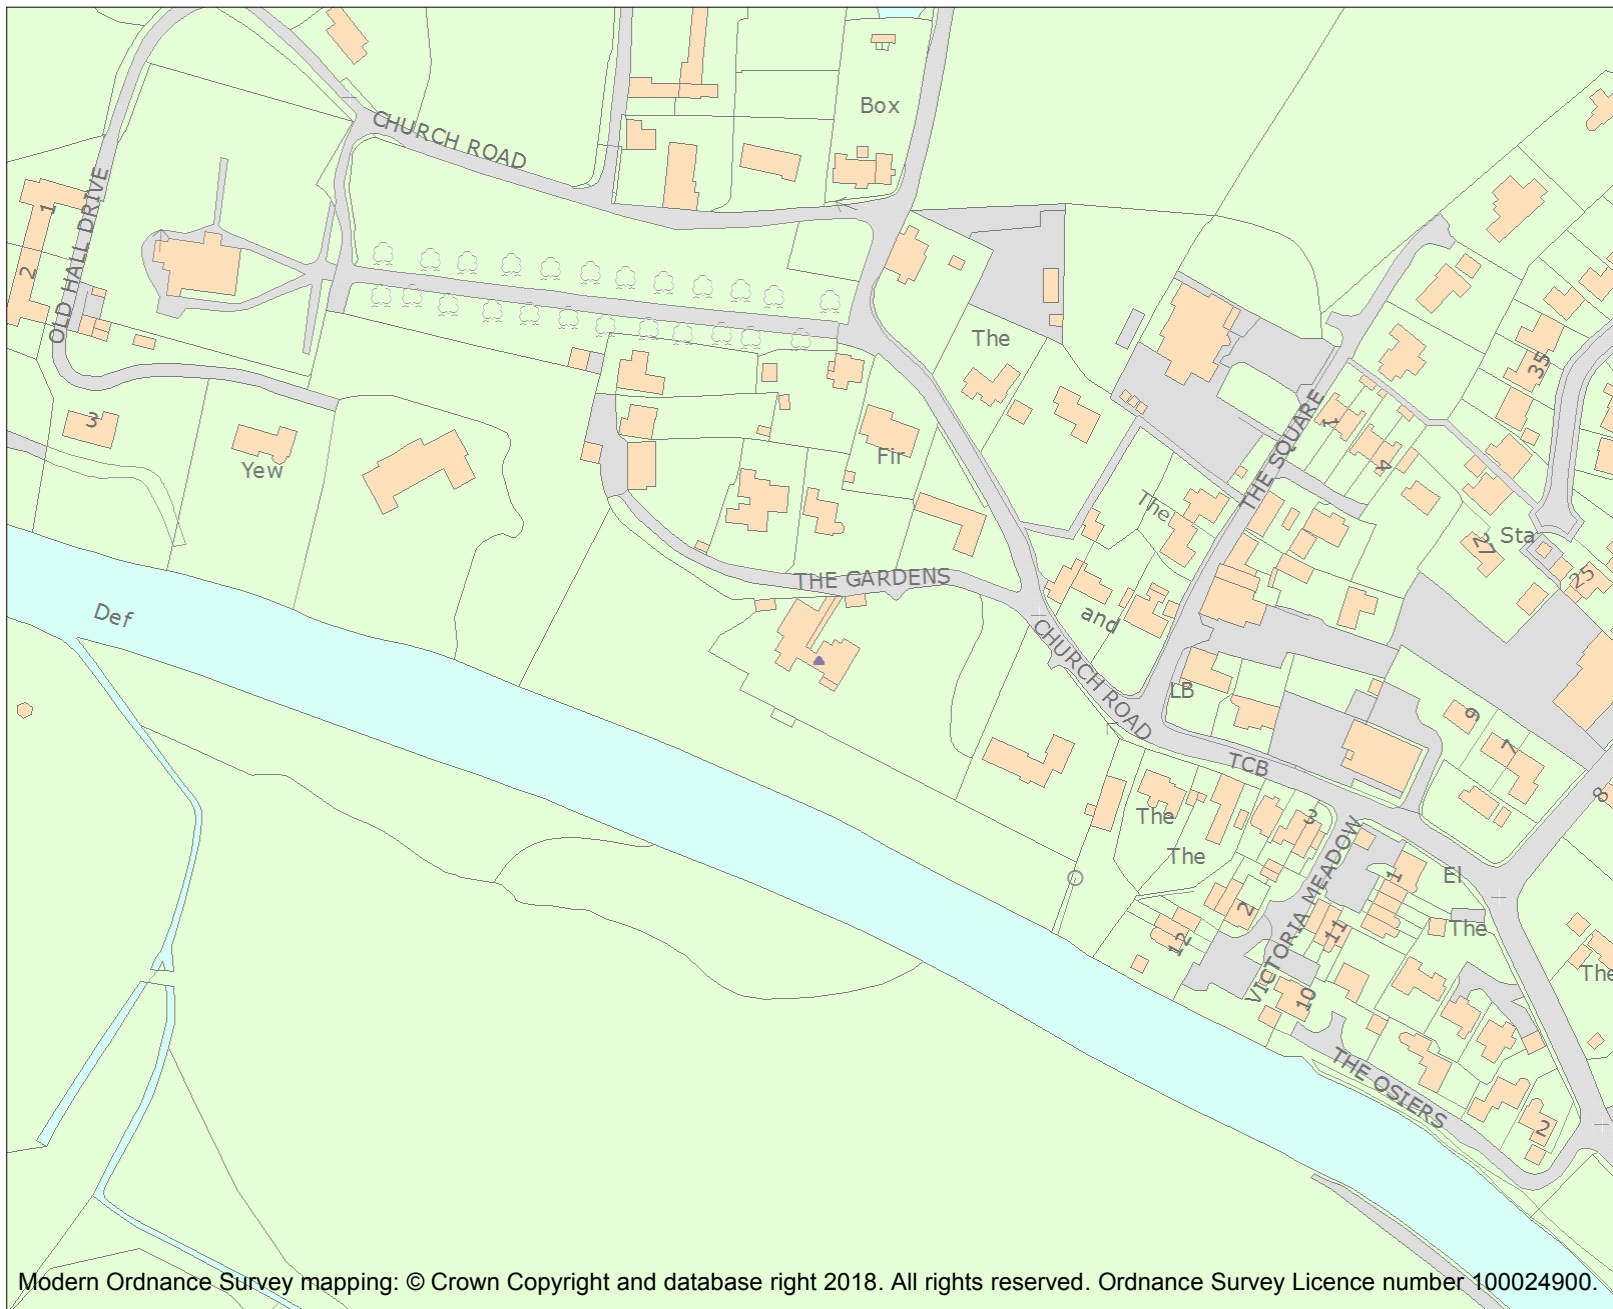 Box
CHURCH ROAD
OLD HALL DRIVE
1
2
3
Yew
The
Fir
35
THE SQUARE
1
4
The
Sta
27
25
THE GARDENS
and
Def
CHURCH ROAD
LB
TCB
9
7
8
The
The
3
VICTORIA MEADOW
1
El
2
11
The
12
10
The
THE OSIERS
2
Modern Ordnance Survey mapping: © Crown Copyright and database right 2018. All rights reserved. Ordnance Survey Licence number 100024900.